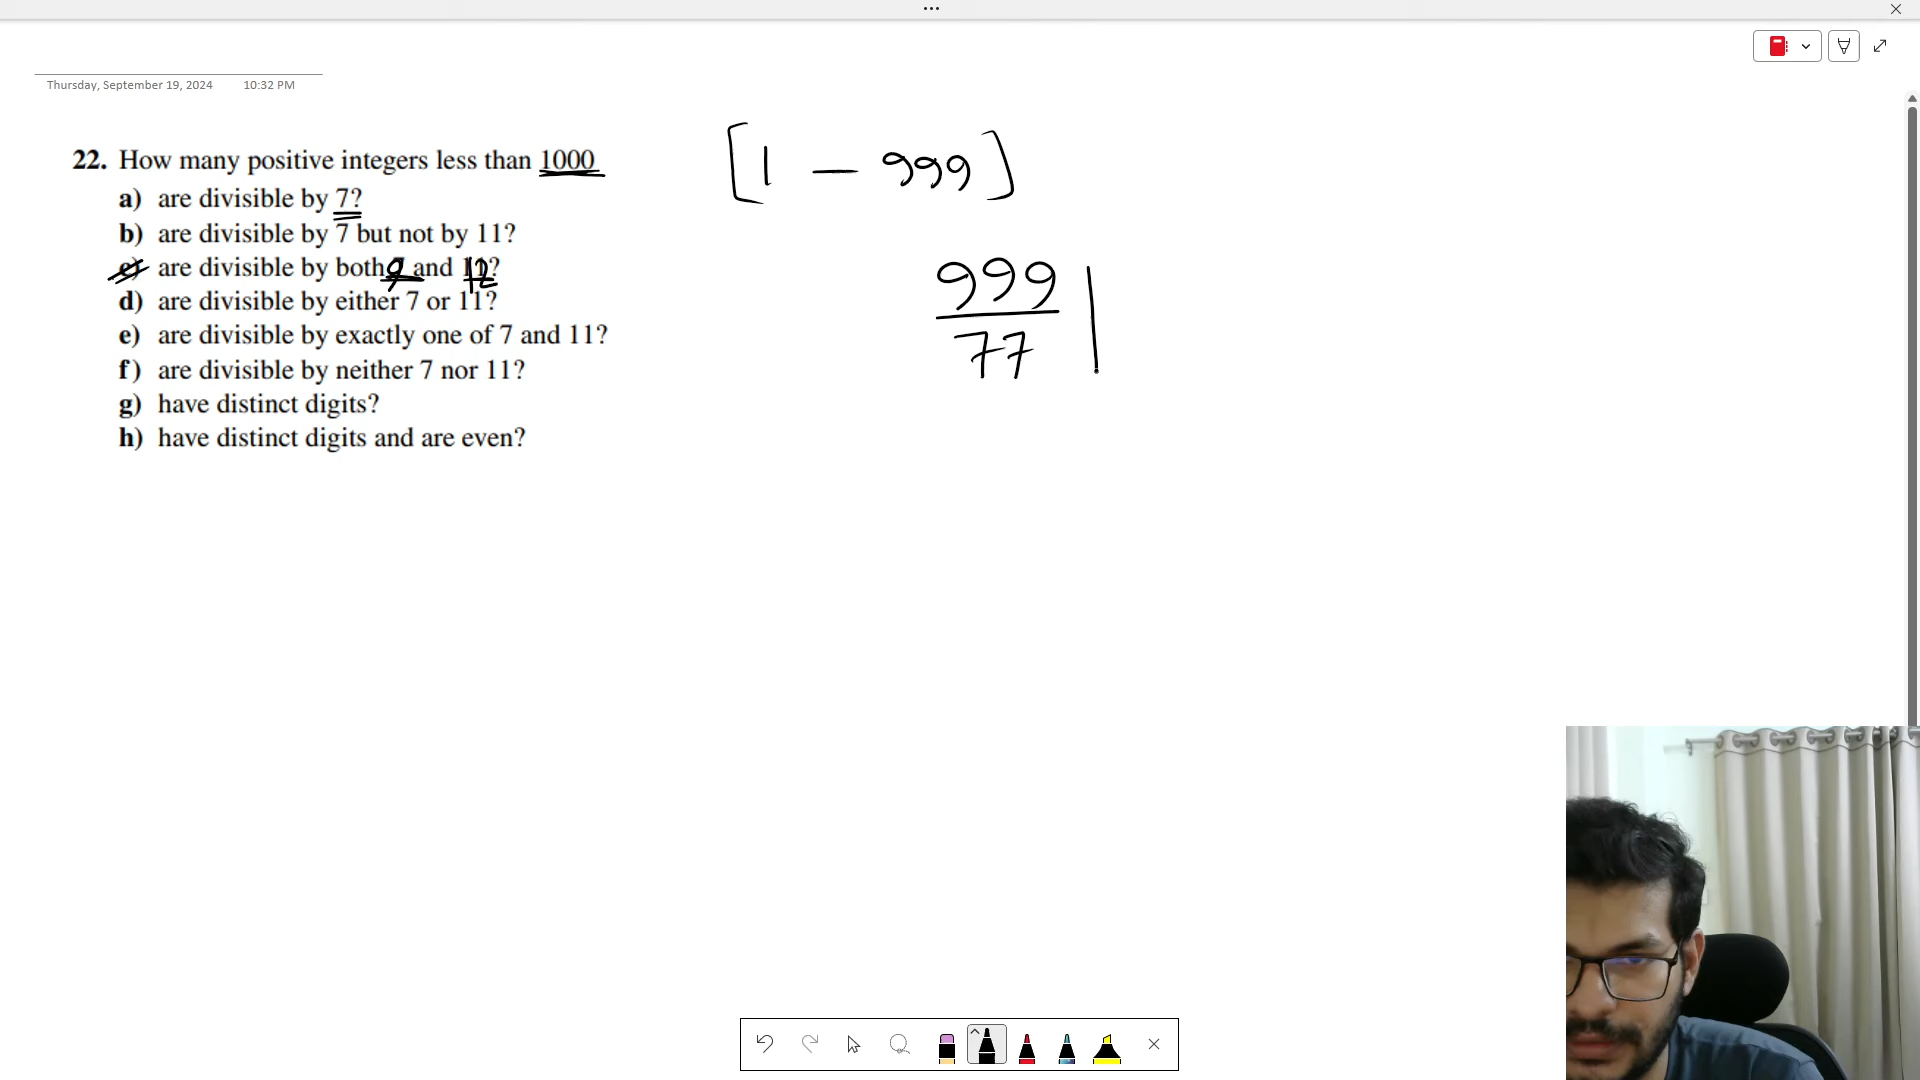 Thursday, September 19, 2024 10:32 PM
22. How many positive integers less than 1000
a) are divisible by 7?
b) are divisible by 7 but not by 11?
c) are divisible by both 9 and 12?
d) are divisible by either 7 or 11?
e) are divisible by exactly one of 7 and 11?
f) are divisible by neither 7 nor 11?
g) have distinct digits?
h) have distinct digits and are even?
[1 — 999]
999
77